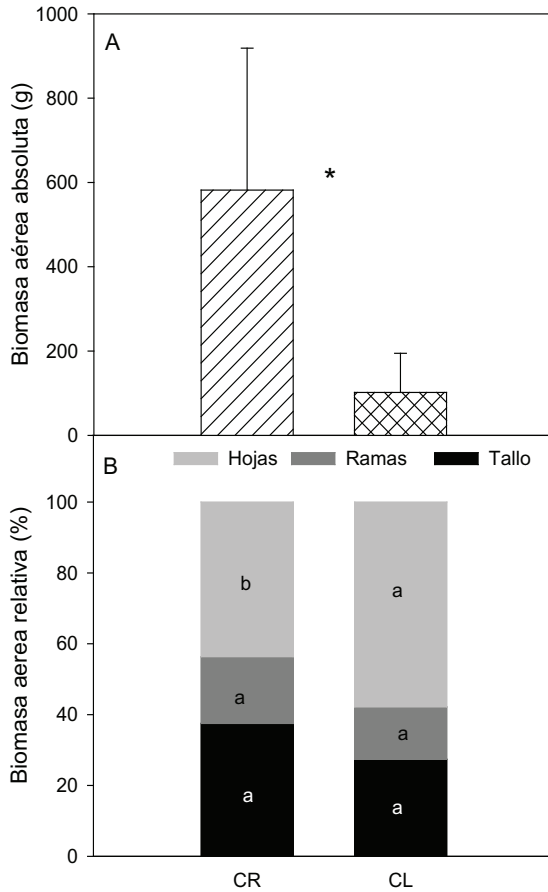 A
Biomasa aérea absoluta (g)
1000
800
600
400
200
0
*
B
Hojas Ramas Tallo
Biomasa aerea relativa (%)
100
80
60
40
20
0
b
a
a
a
a
a
CR CL